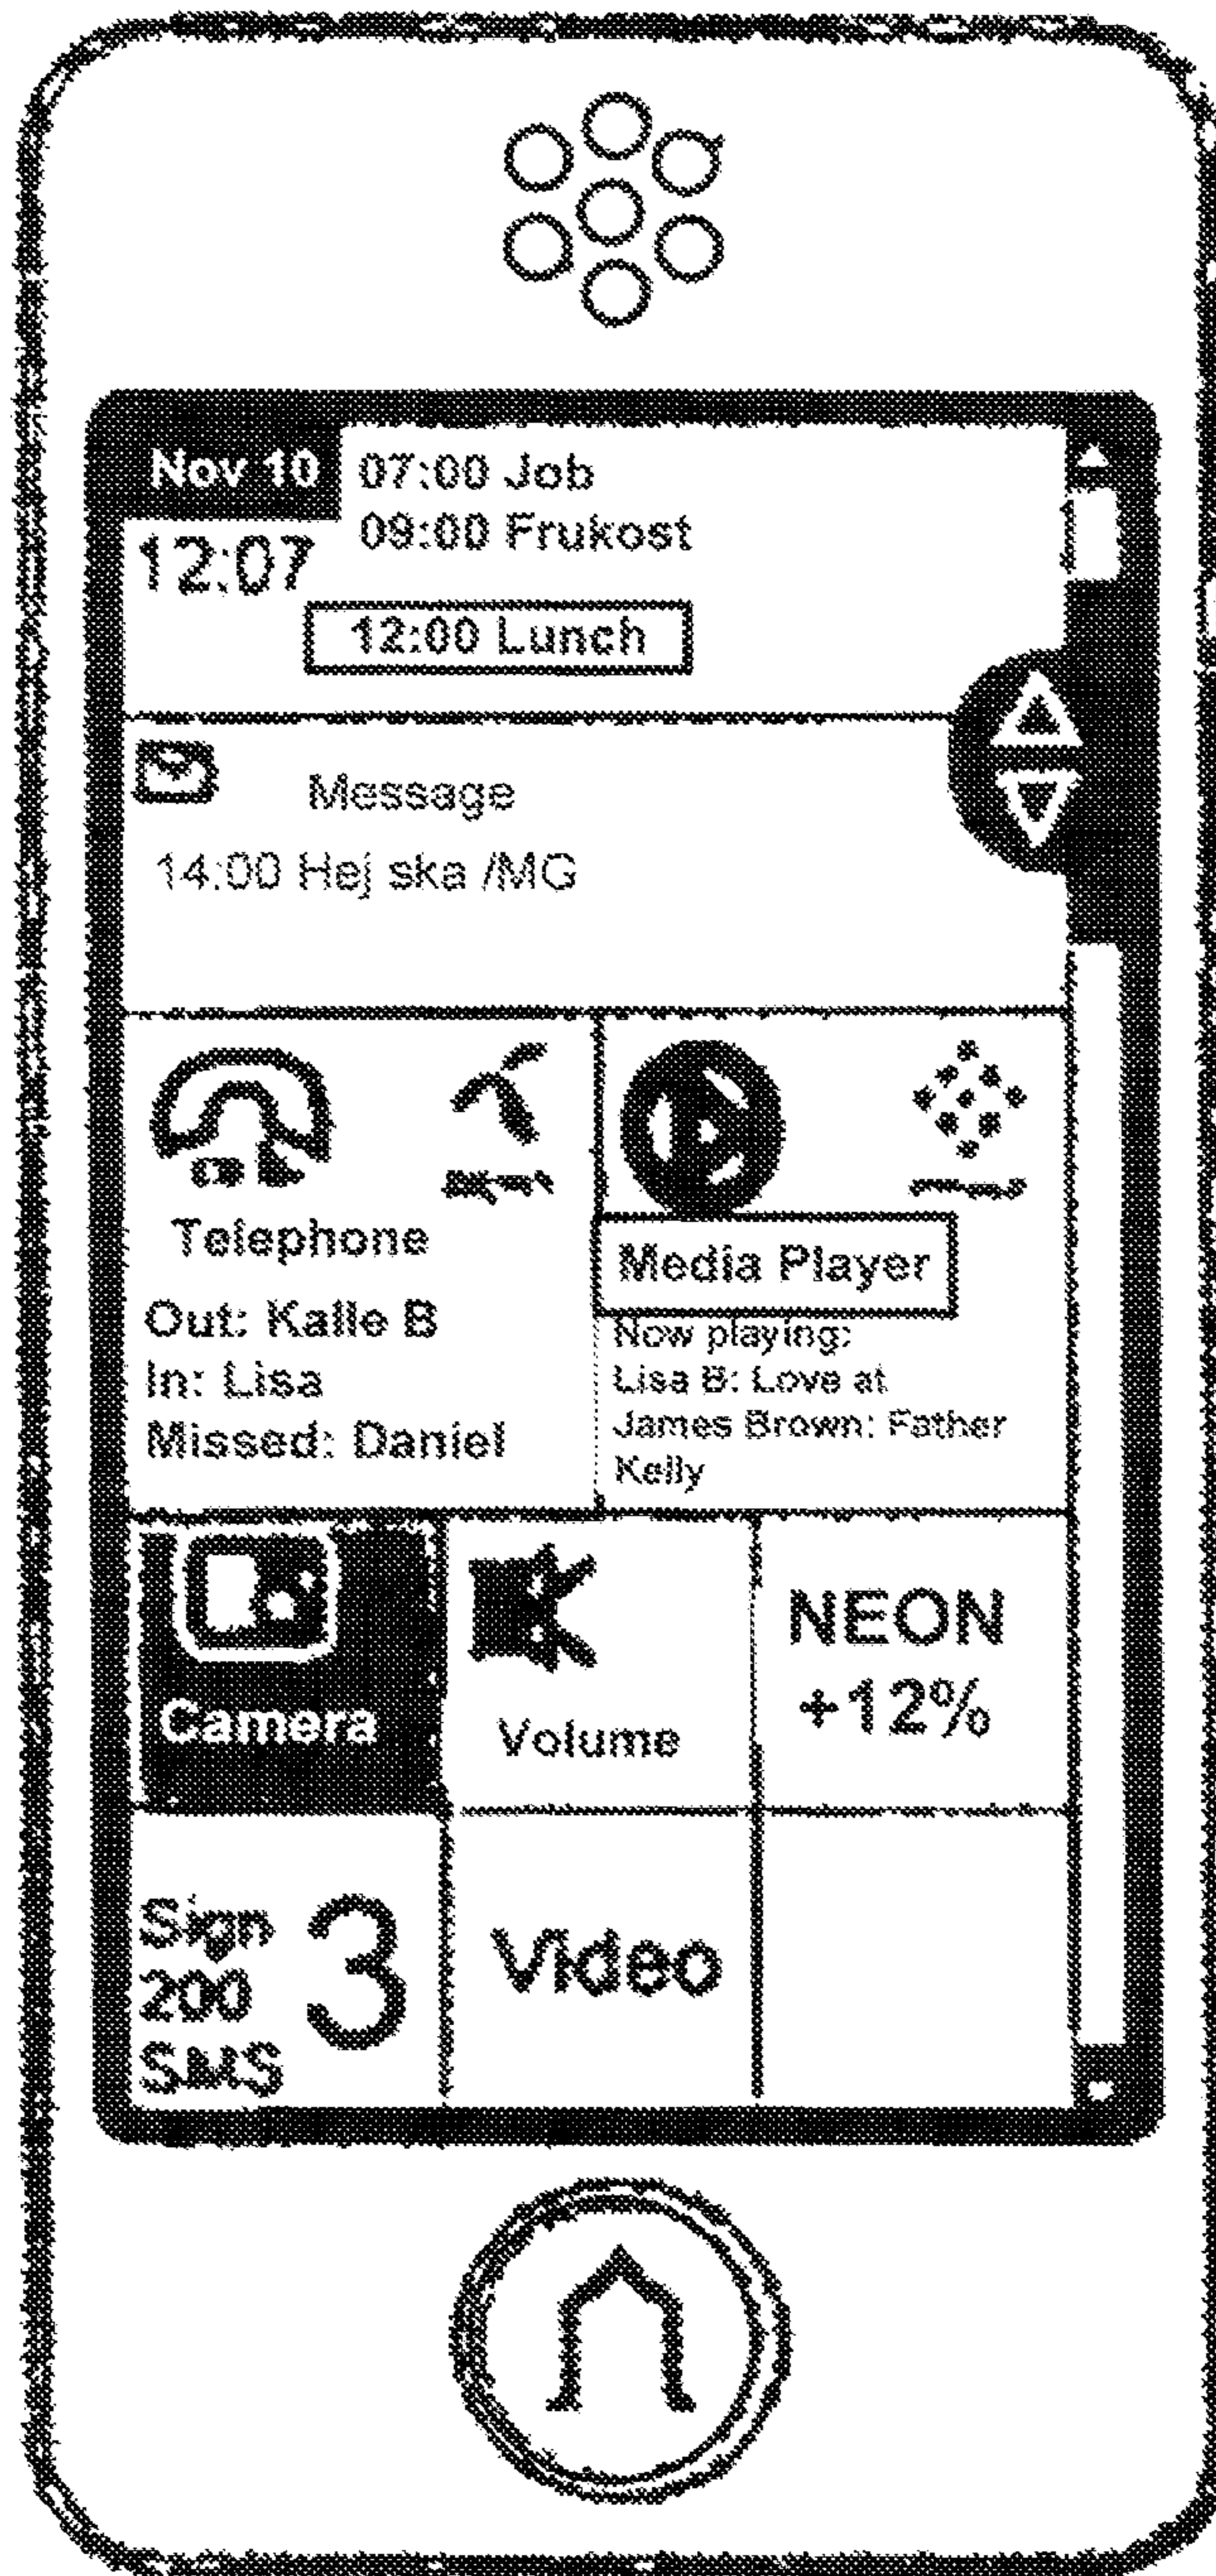 Nov 10
07:00 Job
09:00 Frukost
12:07
12:00 Lunch
Message
14:00 Hej ska /MG
Telephone
Out: Kalle B
In: Lisa
Missed: Daniel
Media Player
Now playing:
Lisa B: Love at
James Brown: Father
Kelly
Camera
Volume
NEON
+12%
Sign
200
SMS
3
Video